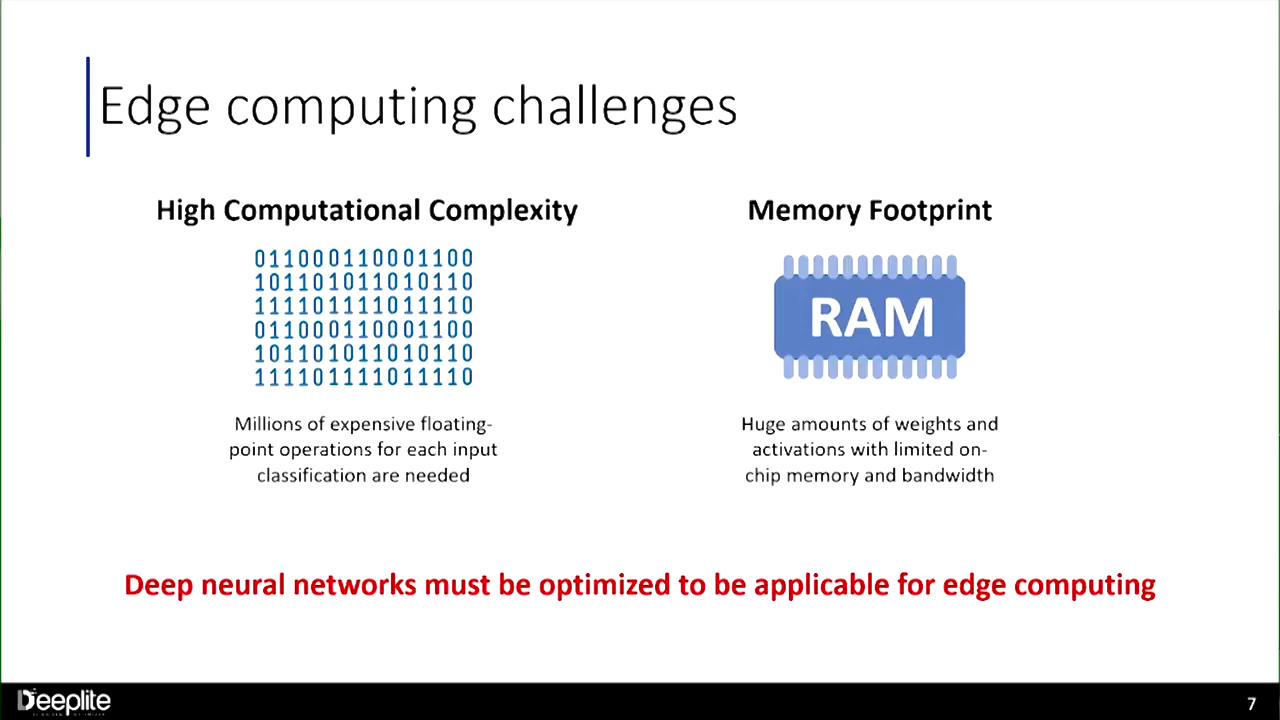 Edge computing challenges
High Computational Complexity
011000110001100
101101011010110
111101111011110
011000110001100
101101011010110
111101111011110
Millions of expensive floating-
point operations for each input
classification are needed
Memory Footprint
RAM
Huge amounts of weights and
activations with limited on-
chip memory and bandwidth
Deep neural networks must be optimized to be applicable for edge computing
Deeplite
7